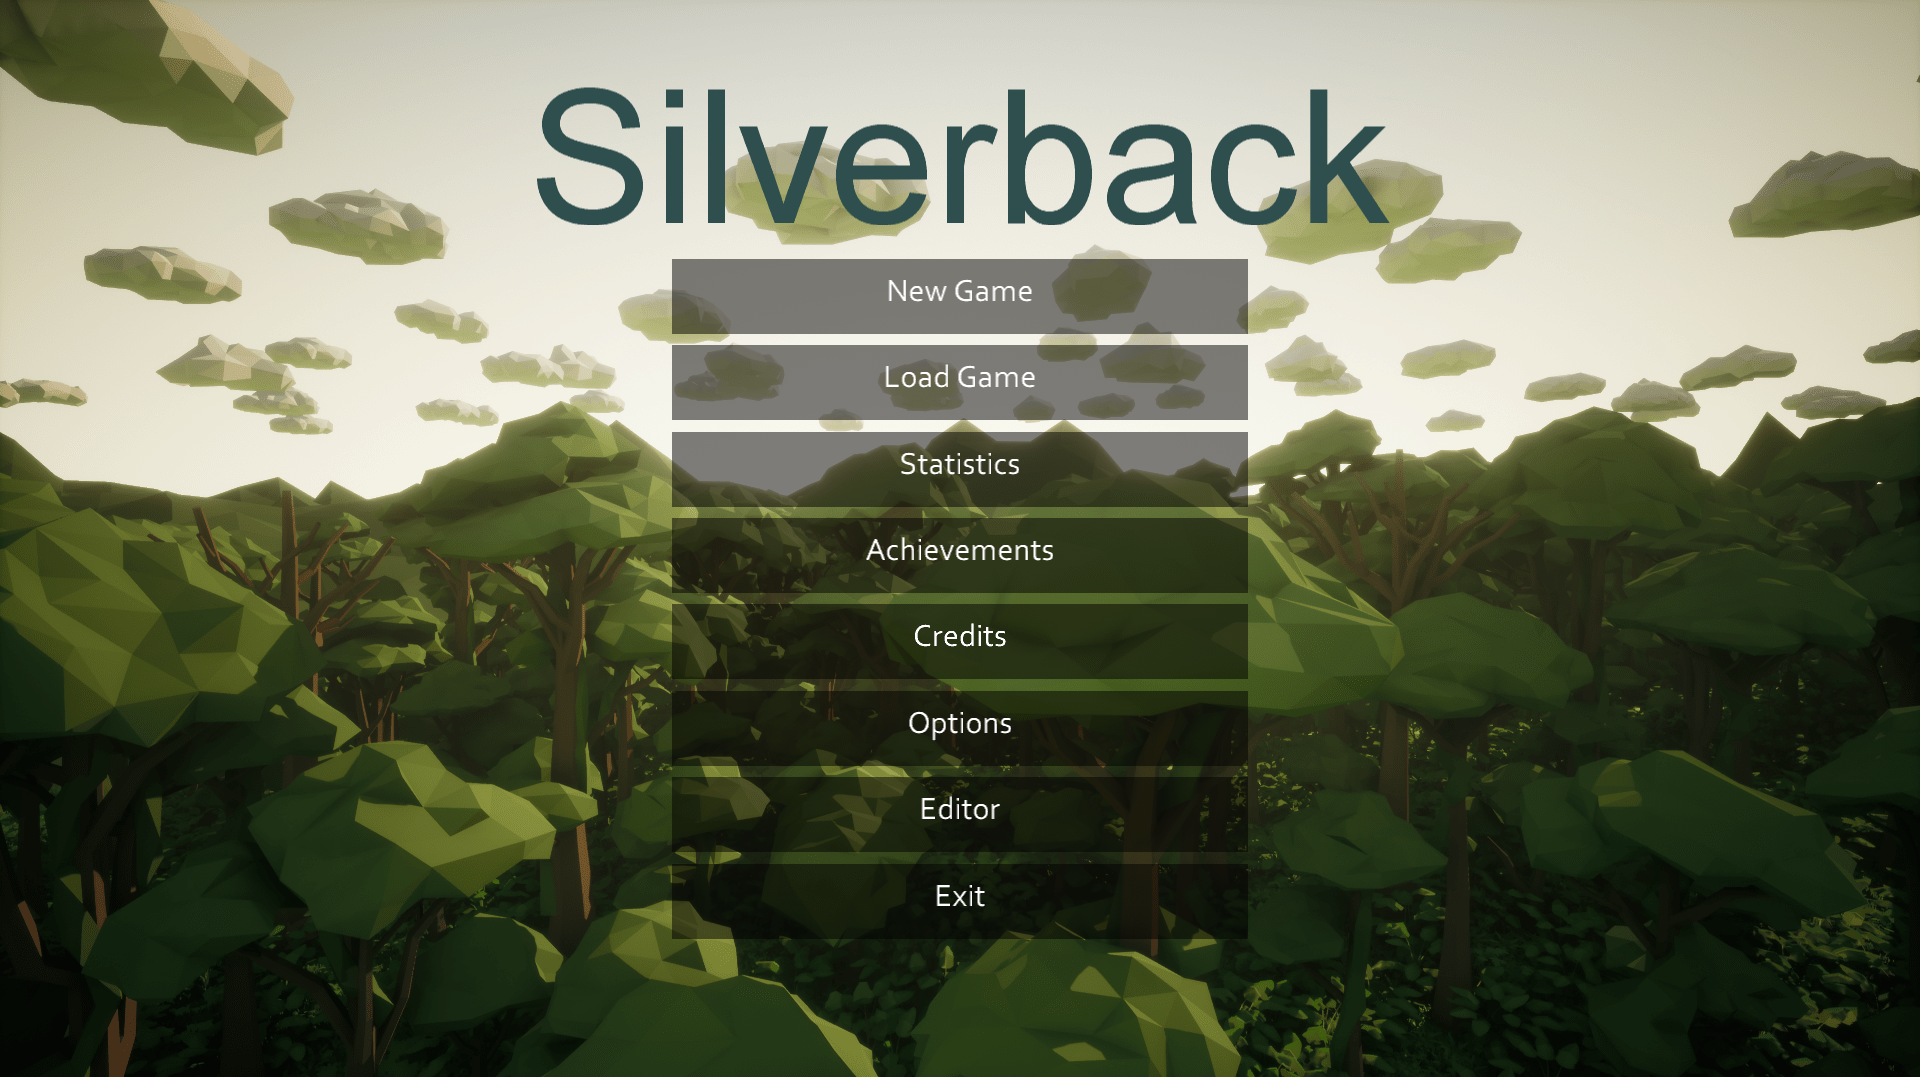 Silverback
New Game
Load Game
Statistics
Achievements
Credits
Options
Editor
Exit